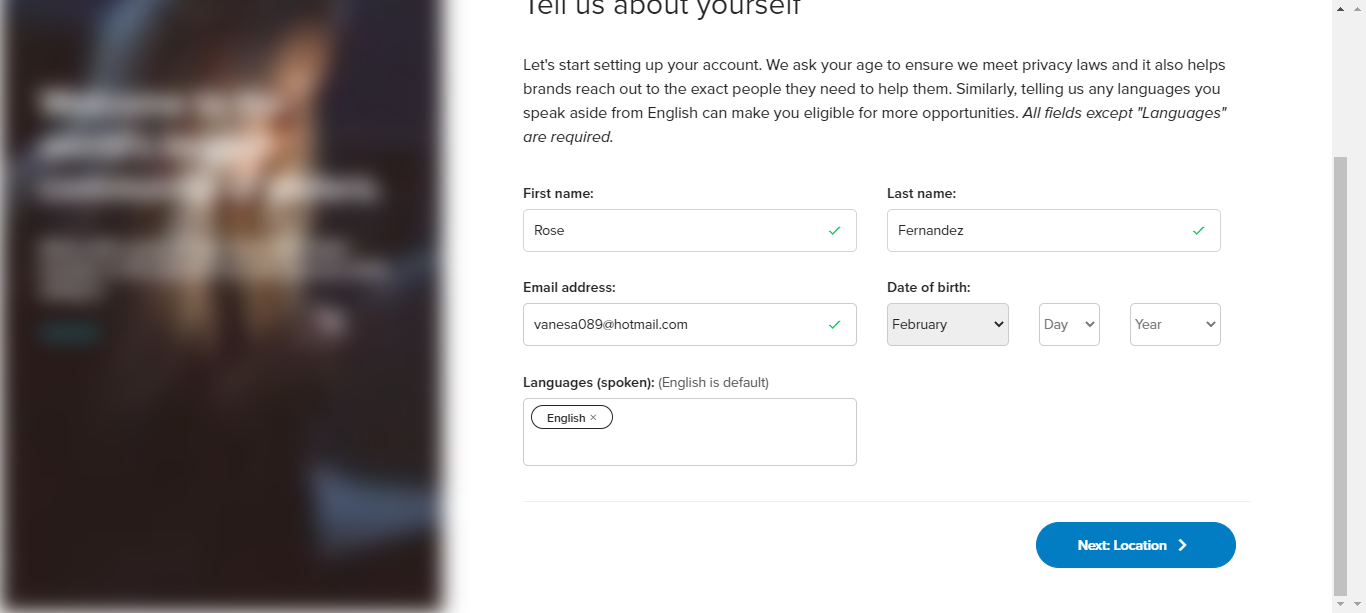 Tell us about yourself
Let's start setting up your account. We ask your age to ensure we meet privacy laws and it also helps
brands reach out to the exact people they need to help them. Similarly, telling us any languages you
speak aside from English can make you eligible for more opportunities. All fields except "Languages"
are required.
First name:
Last name:
Rose
Fernandez
Email address:
Date of birth:
vanesa089@hotmail.com
February
Day
Year
Languages (spoken): (English is default)
English ×
Next: Location